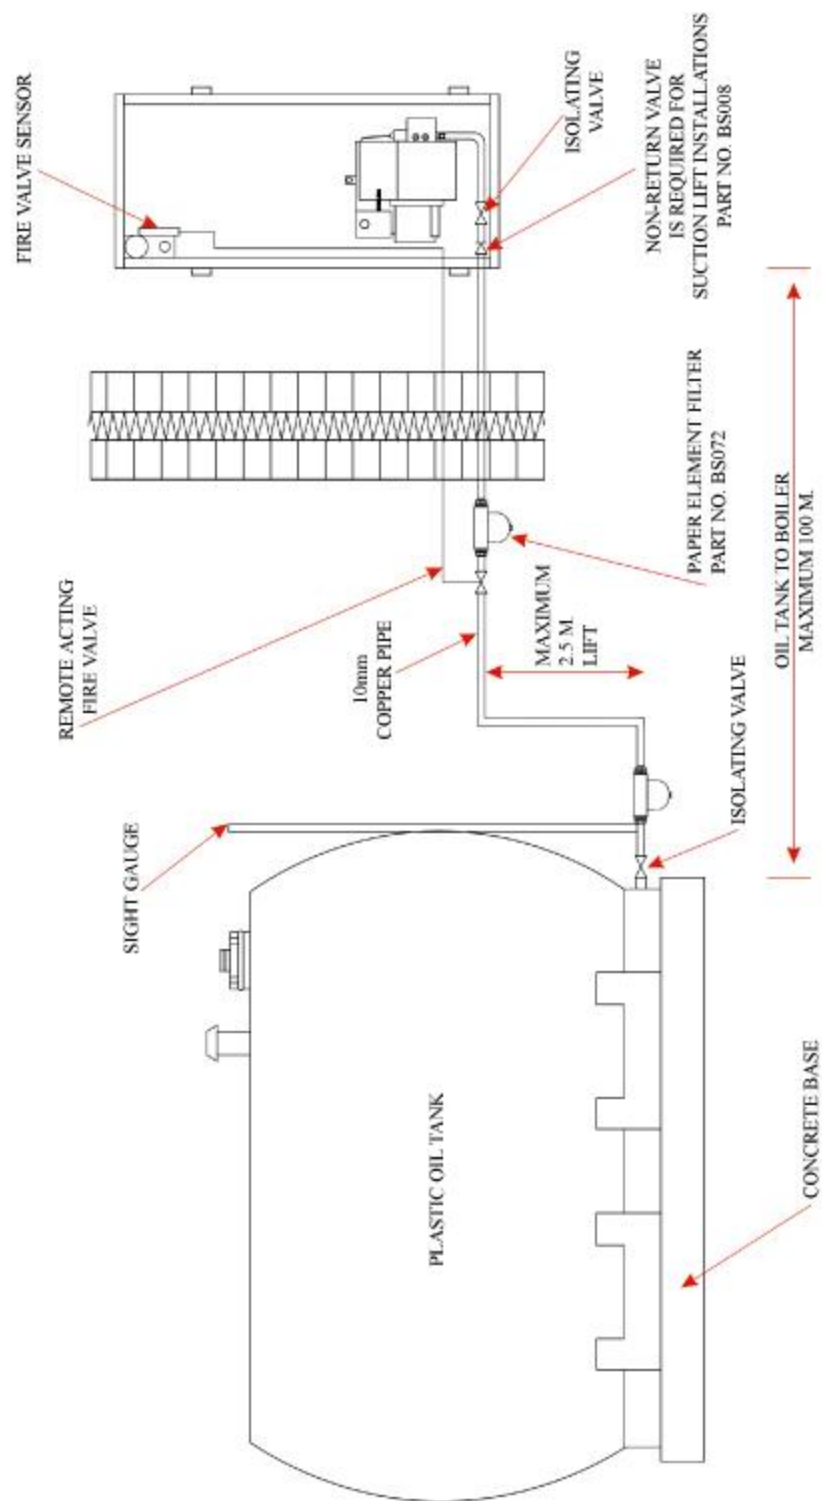 FIRE VALVE SENSOR
ISOLATING
VALVE
NON-RETURN VALVE
IS REQUIRED FOR
SUCTION LIFT INSTALLATIONS
PART NO. BS008
REMOTE ACTING
FIRE VALVE
10mm
COPPER PIPE
MAXIMUM
2.5 M.
LIFT
PAPER ELEMENT FILTER
PART NO. BS072
OIL TANK TO BOILER
MAXIMUM 100 M.
SIGHT GAUGE
ISOLATING VALVE
PLASTIC OIL TANK
CONCRETE BASE